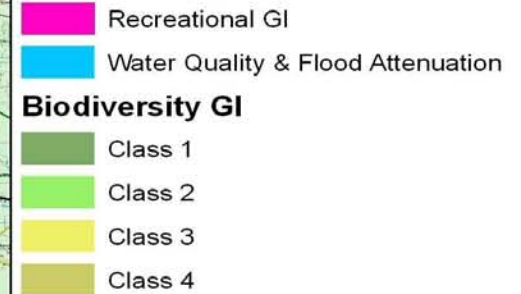 Recreational GI
Water Quality & Flood Attenuation
Biodiversity GI
Class 1
Class 2
Class 3
Class 4